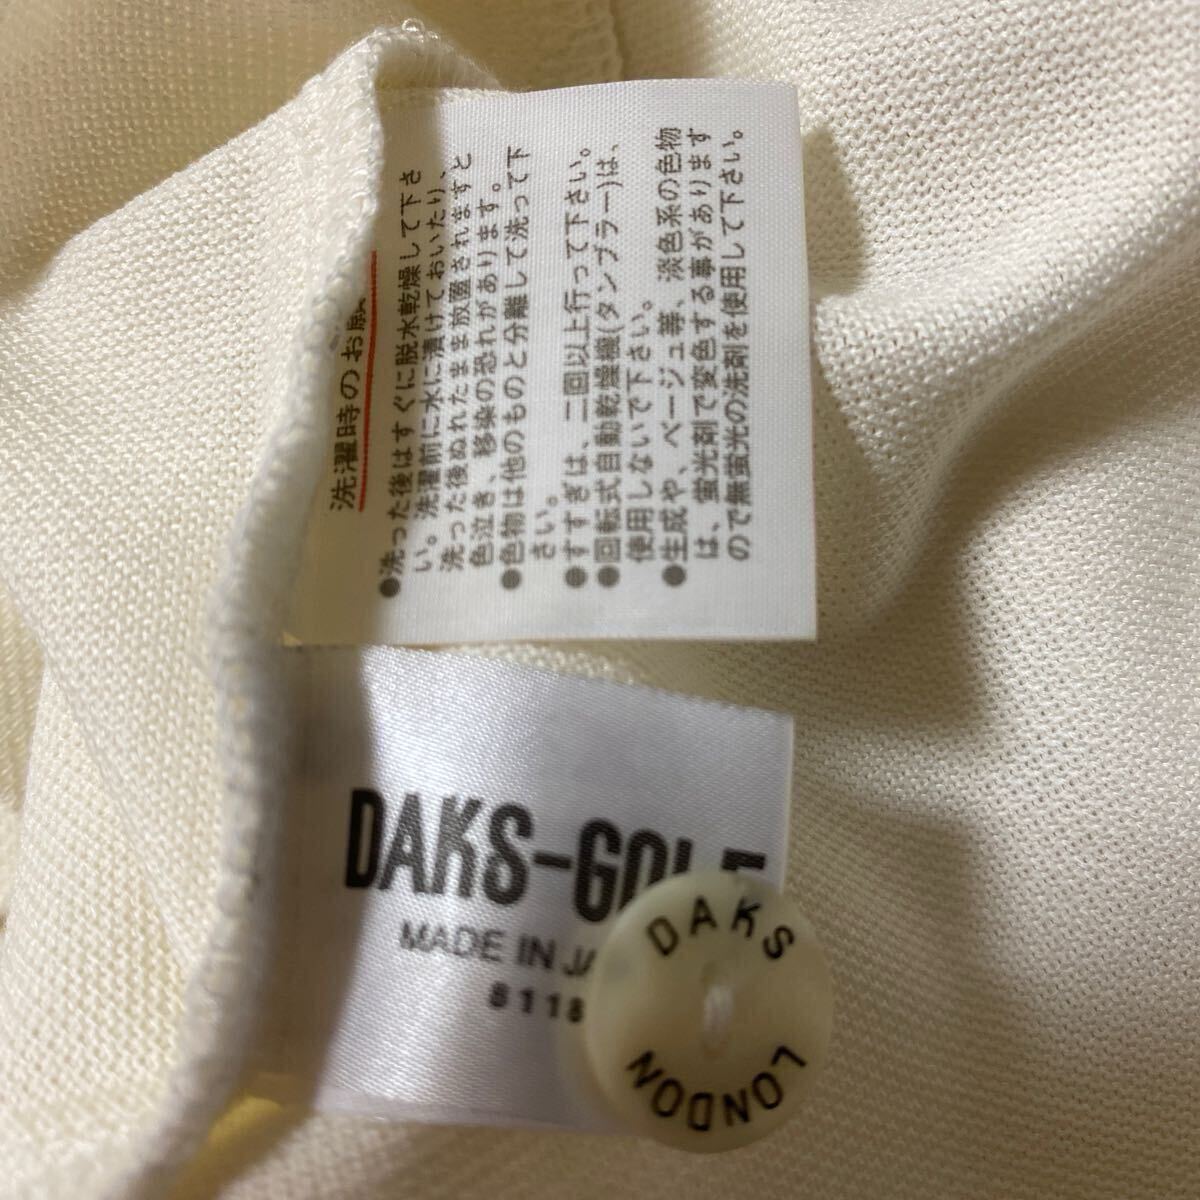 洗濯時のお願
●洗った後はすぐに脱水乾燥して下さ
い。洗濯前に水に漬けておいたり、
洗った後ぬれたまま放置されますと
色泣き、移染の恐れがあります。
●色物は他のものと分離して洗って下
さい。
●すすぎは、二回以上行って下さい。
●回転式自動乾燥機(タンブラー)は、
使用しないで下さい。
●生成や、ベージュ等、淡色系の色物
は、蛍光剤で変色する事があります
ので無蛍光の洗剤を使用して下さい。
DAKS-GOLF
MADE IN JA
8118
DAKS
LONDON